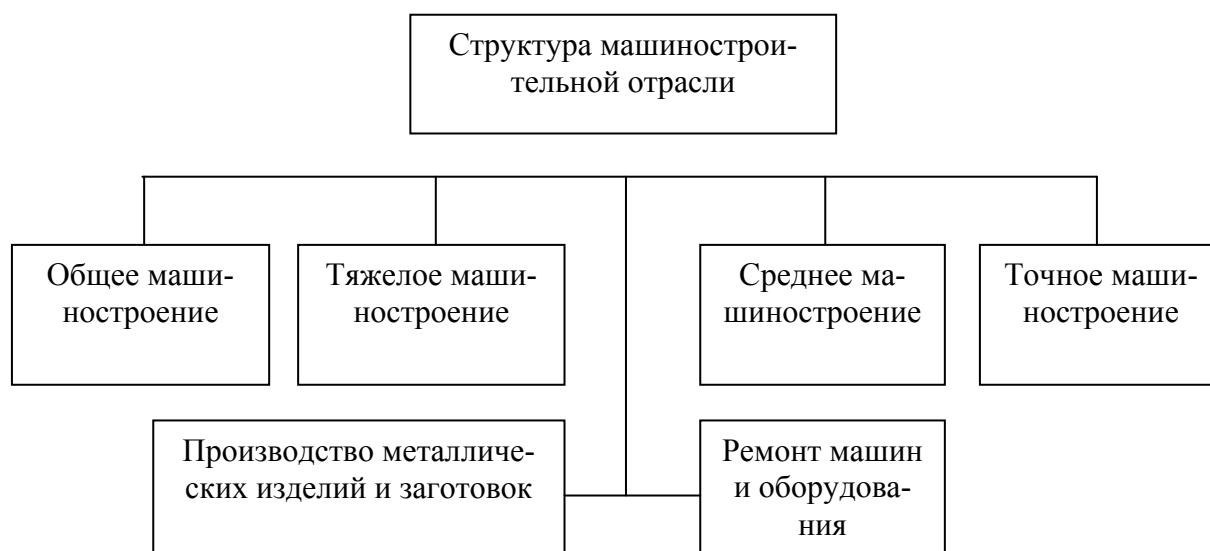 Структура машинострои-
тельной отрасли
Общее маши-
ностроение
Тяжелое маши-
ностроение
Среднее ма-
шиностроение
Точное маши-
ностроение
Производство металличе-
ских изделий и заготовок
Ремонт машин
и оборудова-
ния